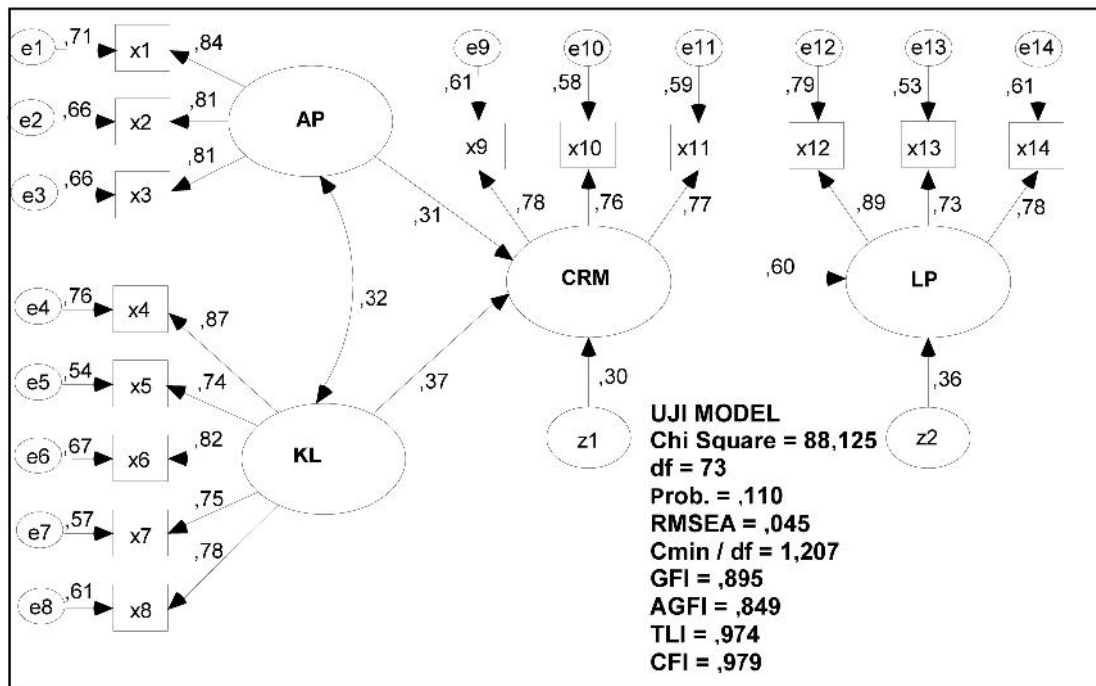 e1 ,71 x1 ,84
e2 ,66 x2 ,81
e3 ,66 x3 ,81
AP
e4 ,76 x4 ,87
e5 ,54 x5 ,74
e6 ,67 x6 ,82
e7 ,57 x7 ,75
e8 ,61 x8 ,78
KL
,32
,31
,37
e9 e10 e11
,61 ,58 ,59
x9 x10 x11
,78 ,76 ,77
CRM
,30
z1
e12 e13 e14
,79 ,53 ,61
x12 x13 x14
,89 ,73 ,78
,60
LP
,36
z2
UJI MODEL
Chi Square = 88,125
df = 73
Prob. = ,110
RMSEA = ,045
Cmin / df = 1,207
GFI = ,895
AGFI = ,849
TLI = ,974
CFI = ,979